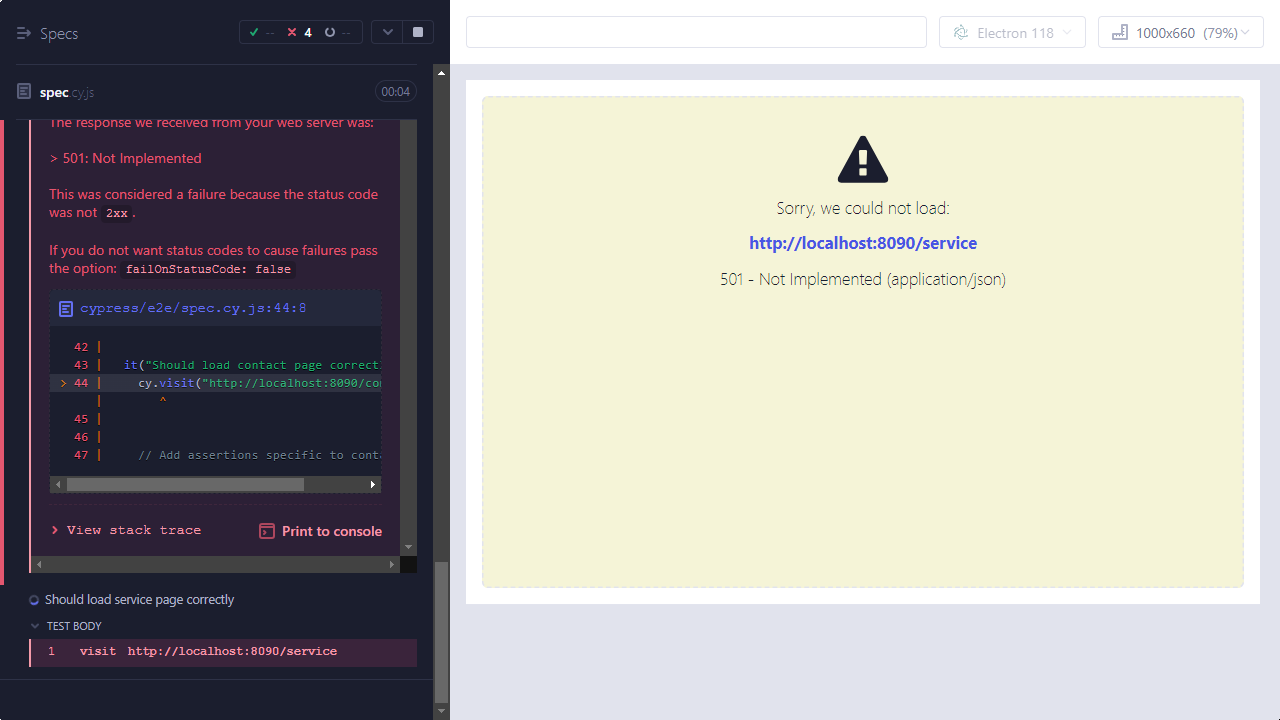 Specs
-- 4 --
Electron 118
1000x660 (79%)
spec.cy.js
00:04
The response we received from your web server was:
> 501: Not Implemented
This was considered a failure because the status code
was not 2xx.
If you do not want status codes to cause failures pass
the option: failOnStatusCode: false
cypress/e2e/spec.cy.js:44:8
42 |
43 | it("Should load contact page correct
> 44 | cy.visit("http://localhost:8090/co
| ^
45 |
46 |
47 | // Add assertions specific to cont
> View stack trace
Print to console
Should load service page correctly
TEST BODY
1 visit http://localhost:8090/service
Sorry, we could not load:
http://localhost:8090/service
501 - Not Implemented (application/json)